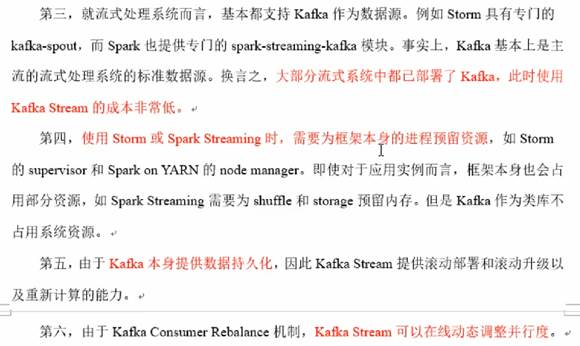 第三，就流式处理系统而言，基本都支持 Kafka 作为数据源。例如 Storm 具有专门的
kafka-spout，而 Spark 也提供专门的 spark-streaming-kafka 模块。事实上，Kafka 基本上是主
流的流式处理系统的标准数据源。换言之，大部分流式系统中都已部署了 Kafka，此时使用
Kafka Stream 的成本非常低。
第四，使用 Storm 或 Spark Streaming 时，需要为框架本身的进程预留资源，如 Storm
的 supervisor 和 Spark on YARN 的 node manager。即使对于应用实例而言，框架本身也会占
用部分资源，如 Spark Streaming 需要为 shuffle 和 storage 预留内存。但是 Kafka 作为类库不
占用系统资源。
第五，由于 Kafka 本身提供数据持久化，因此 Kafka Stream 提供滚动部署和滚动升级以
及重新计算的能力。
第六，由于 Kafka Consumer Rebalance 机制，Kafka Stream 可以在线动态调整并行度。